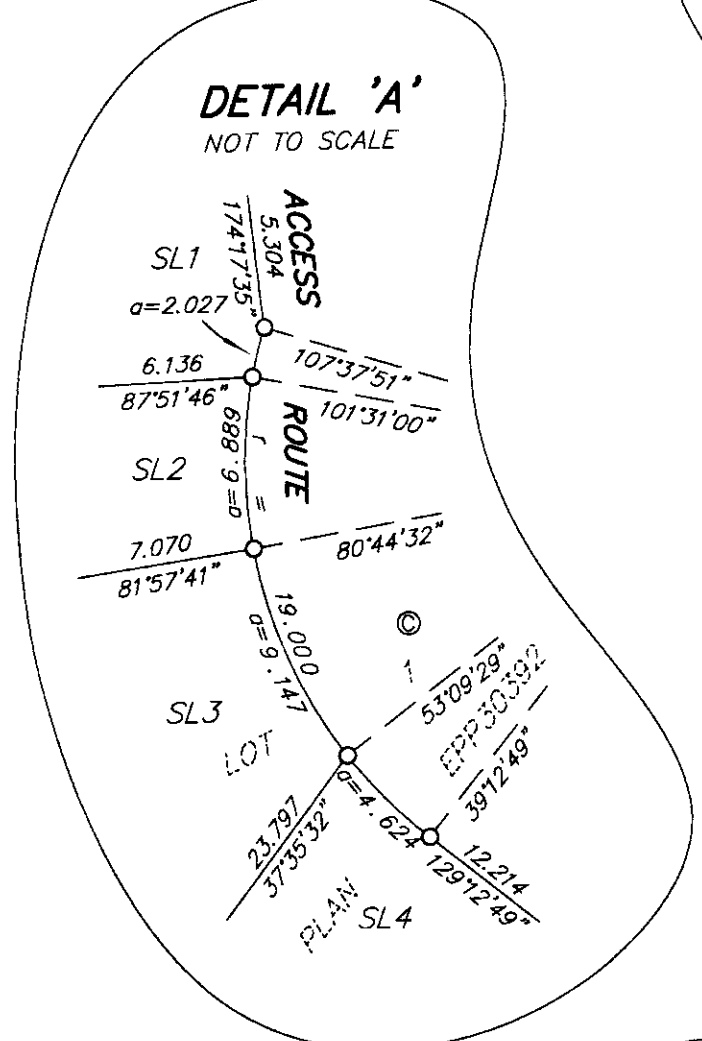 DETAIL 'A'
NOT TO SCALE
ACCESS
5.304
174°17'35"
SL1
a=2.027
107°37'51"
6.136
87°51'46"
101°31'00"
ROUTE
r =
a=6.889
SL2
7.070
81°57'41"
80°44'32"
19.000
a=9.147
©
1
53°09'29"
EPP30392
39°12'49"
SL3
LOT
a=4.624
23.797
37°35'32"
12.214
129°12'49"
PLAN
SL4